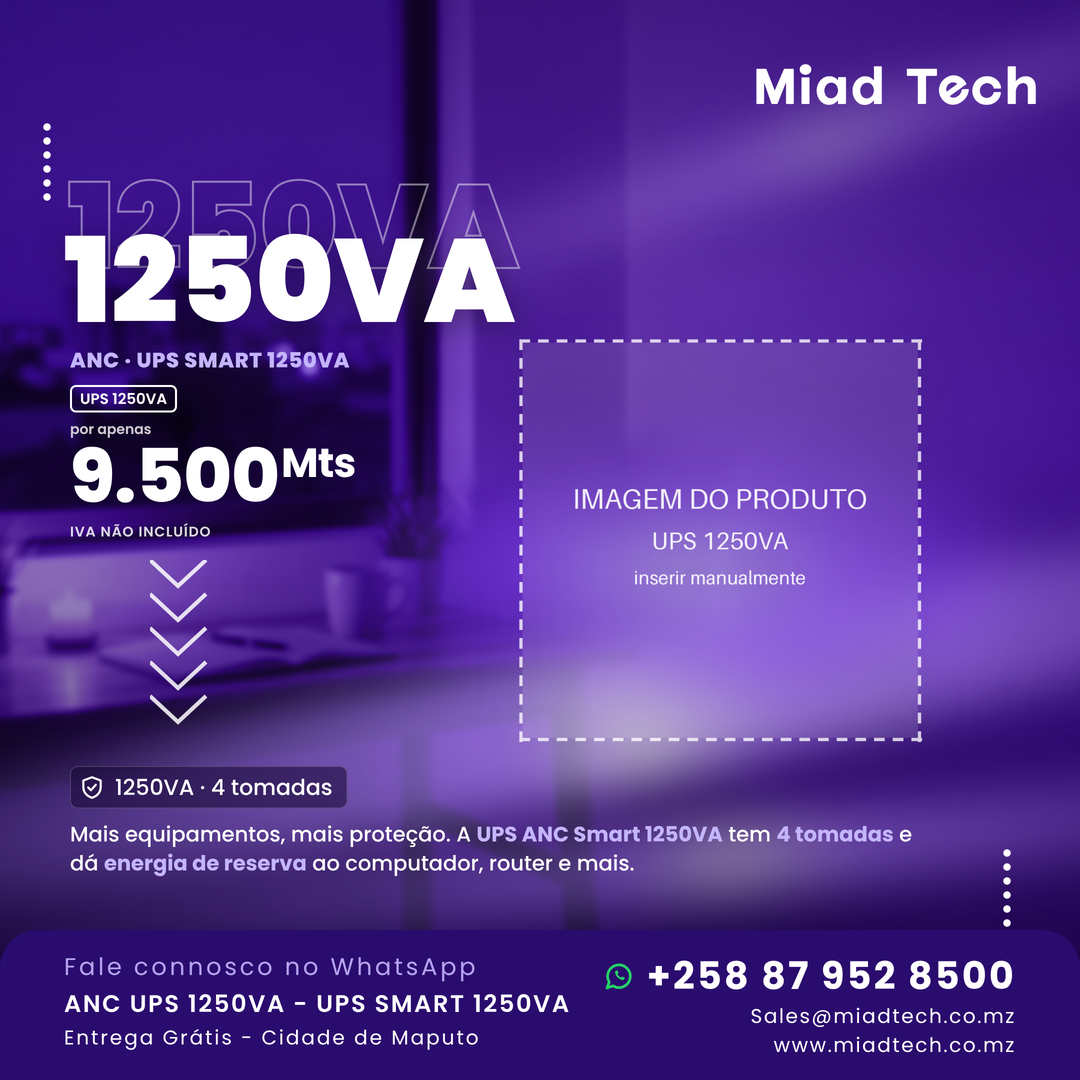 Miad Tech
1250VA
1250VA
ANC · UPS SMART 1250VA
UPS 1250VA
por apenas
9.500Mts
IVA NÃO INCLUÍDO
IMAGEM DO PRODUTO
UPS 1250VA
inserir manualmente
1250VA · 4 tomadas
Mais equipamentos, mais proteção. A UPS ANC Smart 1250VA tem 4 tomadas e
dá energia de reserva ao computador, router e mais.
Fale connosco no WhatsApp
ANC UPS 1250VA – UPS SMART 1250VA
Entrega Grátis – Cidade de Maputo
+258 87 952 8500
Sales@miadtech.co.mz
www.miadtech.co.mz